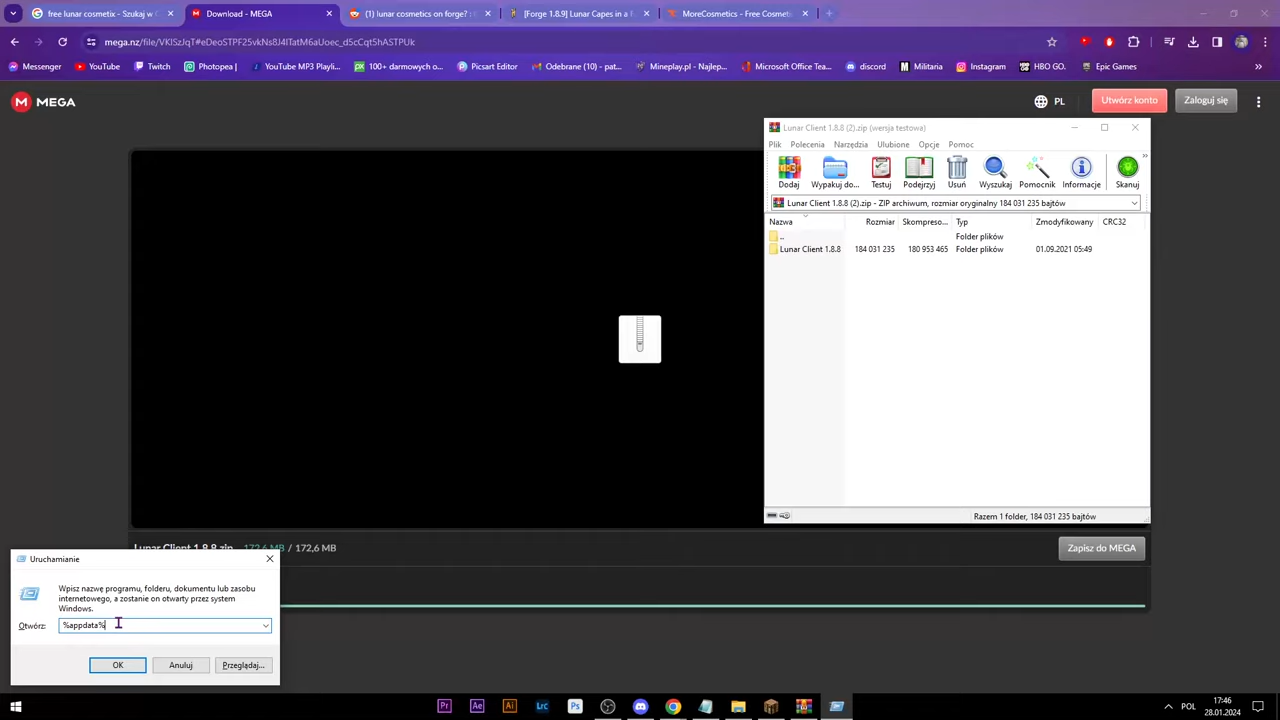 free lunar cosmetix - Szukaj w G
Download - MEGA
(1) lunar cosmetics on forge? :
[Forge 1.8.9] Lunar Capes in a F
MoreCosmetics - Free Cosmetic
mega.nz/file/VKlSzJqT#eDeoSTPF25vkNs8J4lTatM6aUoec_d5cCqt5hASTPUk
Messenger
YouTube
Twitch
Photopea |
YouTube MP3 Playli...
100+ darmowych o...
Picsart Editor
Odebrane (10) - pat...
Mineplay.pl - Najlep...
Microsoft Office Tea...
discord
Militaria
Instagram
HBO GO.
Epic Games
MEGA
PL
Utwórz konto
Zaloguj się
Lunar Client 1.8.8 (2).zip (wersja testowa)
Plik Polecenia Narzędzia Ulubione Opcje Pomoc
Dodaj Wypakuj do... Testuj Podejrzyj Usuń Wyszukaj Pomocnik Informacje Skanuj
Lunar Client 1.8.8 (2).zip - ZIP archiwum, rozmiar oryginalny 184 031 235 bajtów
Nazwa Rozmiar Skompreso... Typ Zmodyfikowany CRC32
.. Folder plików
Lunar Client 1.8.8 184 031 235 180 953 465 Folder plików 01.09.2021 05:49
Razem 1 folder, 184 031 235 bajtów
Lunar Client 1.8.8.zip 172,6 MB / 172,6 MB
Zapisz do MEGA
Uruchamianie
Wpisz nazwę programu, folderu, dokumentu lub zasobu
internetowego, a zostanie on otwarty przez system
Windows.
Otwórz: %appdata%
OK Anuluj Przeglądaj...
Pr Ae Ai Lrc Ps
POL
17:46
28.01.2024